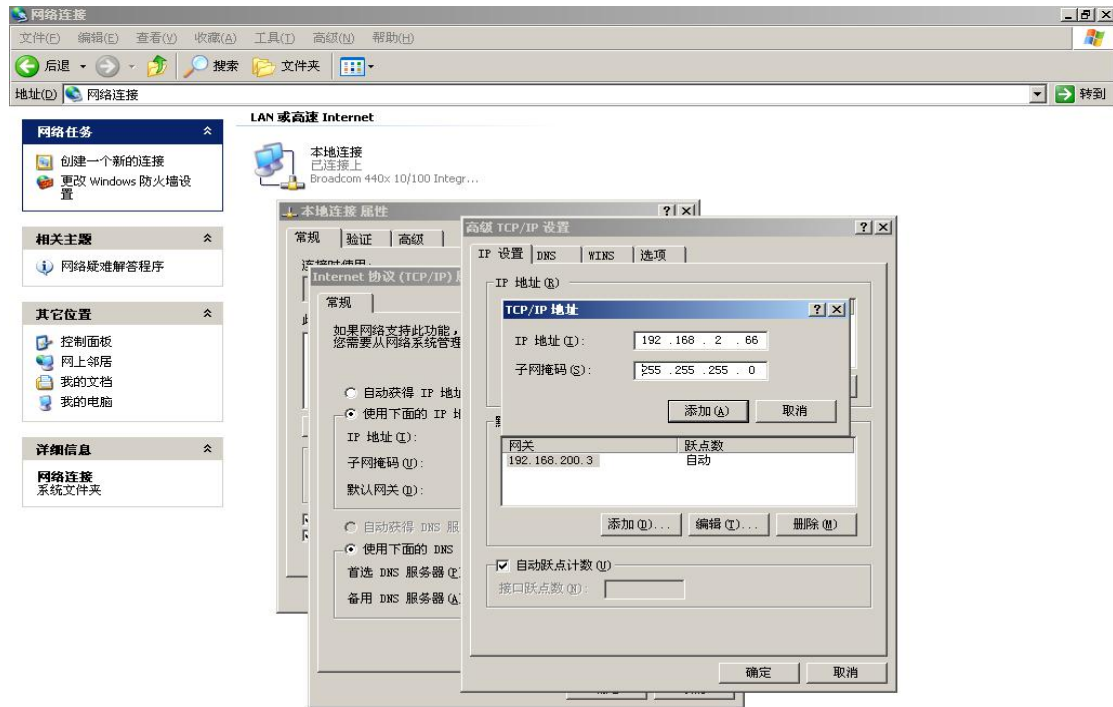 网络连接
文件(F) 编辑(E) 查看(V) 收藏(A) 工具(T) 高级(N) 帮助(H)
后退 搜索 文件夹
地址(D) 网络连接 转到
网络任务
创建一个新的连接
更改 Windows 防火墙设
置
相关主题
网络疑难解答程序
其它位置
控制面板
网上邻居
我的文档
我的电脑
详细信息
网络连接
系统文件夹
LAN 或高速 Internet
本地连接
已连接上
Broadcom 440x 10/100 Integr...
本地连接 属性
常规 验证 高级
连接时使用:
Internet 协议 (TCP/IP)
常规
如果网络支持此功能,
您需要从网络系统管理
自动获得 IP 地址
使用下面的 IP 地
IP 地址(I):
子网掩码(U):
默认网关(D):
自动获得 DNS 服
使用下面的 DNS
首选 DNS 服务器(P)
备用 DNS 服务器(A)
高级 TCP/IP 设置
IP 设置 DNS WINS 选项
IP 地址(R)
TCP/IP 地址
IP 地址(I): 192 .168 . 2 . 66
子网掩码(S): 255 .255 .255 . 0
添加(A) 取消
网关 跃点数
192.168.200.3 自动
添加(D)... 编辑(T)... 删除(M)
自动跃点计数(U)
接口跃点数(N):
确定 取消